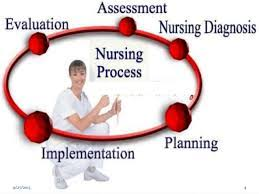 Assessment
Evaluation
Nursing Diagnosis
Nursing
Process
Planning
Implementation